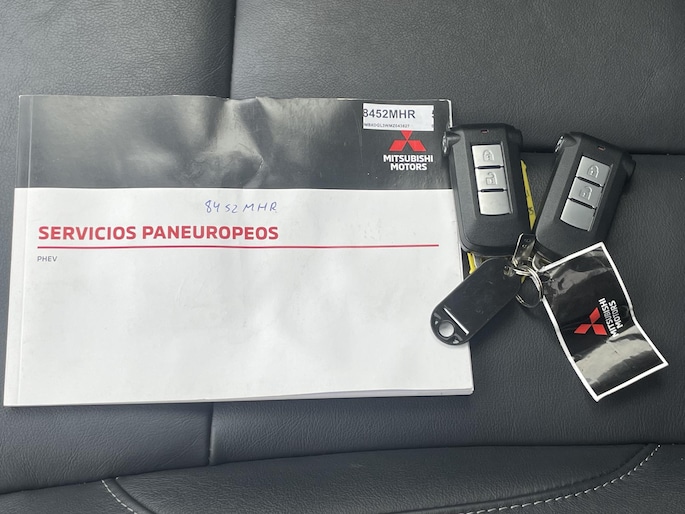 8452MHR
MITSUBISHI
MOTORS
8452 MHR
SERVICIOS PANEUROPEOS
PHEV
MITSUBISHI
MOTORS